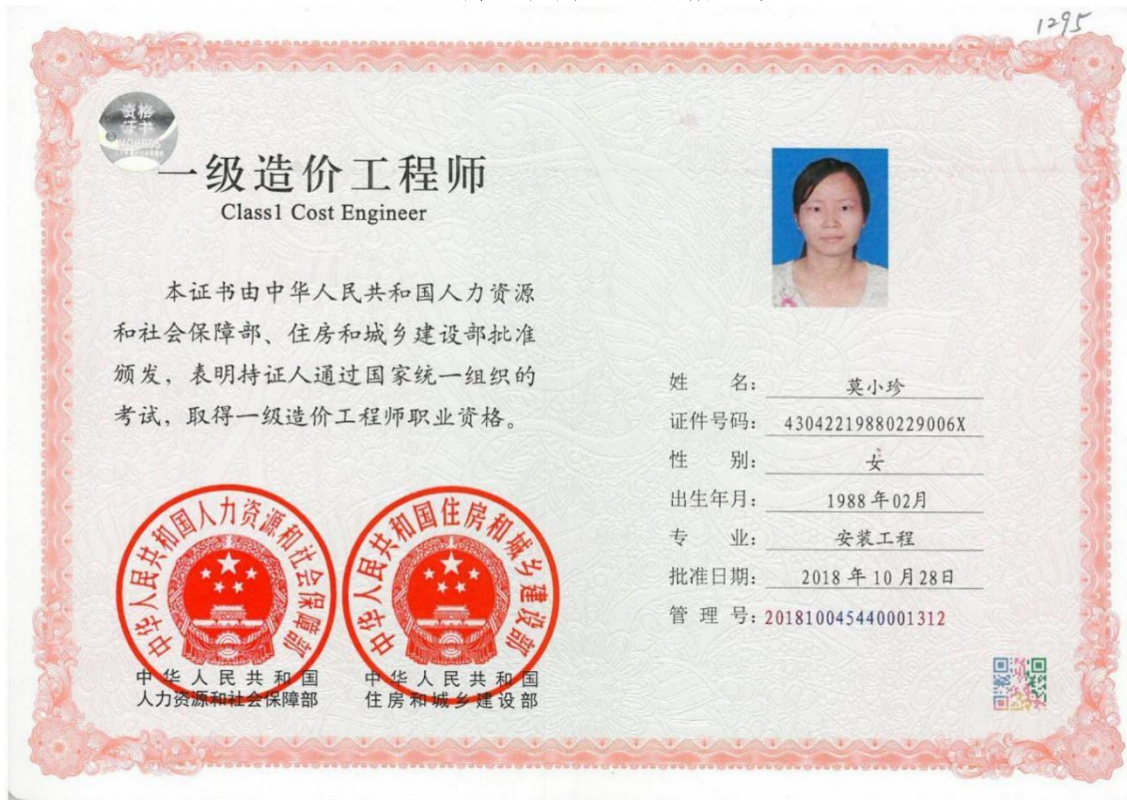 1295
资格
证书
一级造价工程师
Class1 Cost Engineer
本证书由中华人民共和国人力资源
和社会保障部、住房和城乡建设部批准
颁发，表明持证人通过国家统一组织的
考试，取得一级造价工程师职业资格。
姓 名：莫小珍
证件号码：43042219880229006X
性 别：女
出生年月：1988年02月
专 业：安装工程
批准日期：2018年10月28日
管 理 号：201810045440001312
中华人民共和国人力资源和社会保障部
中华人民共和国住房和城乡建设部
中华人民共和国
人力资源和社会保障部
中华人民共和国
住房和城乡建设部